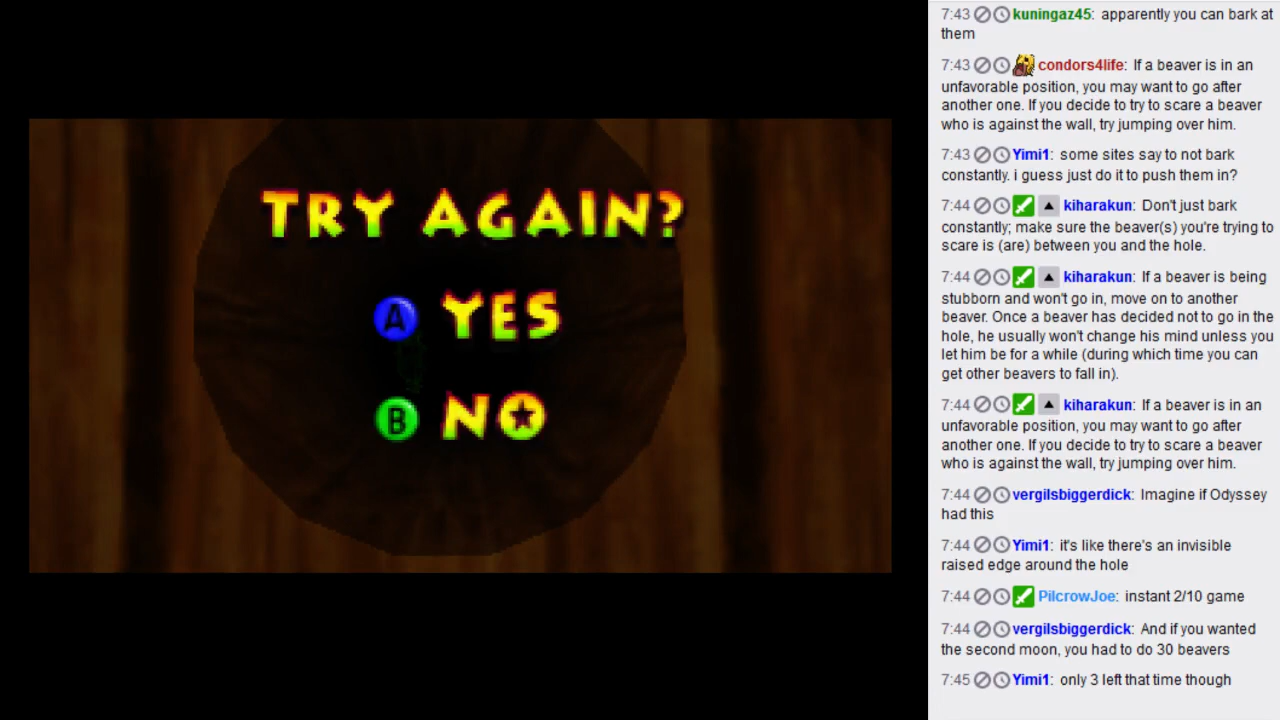 TRY AGAIN?
A YES
B NO
7:43 kuningaz45: apparently you can bark at
them
7:43 condors4life: If a beaver is in an
unfavorable position, you may want to go after
another one. If you decide to try to scare a beaver
who is against the wall, try jumping over him.
7:43 Yimi1: some sites say to not bark
constantly. i guess just do it to push them in?
7:44 kiharakun: Don't just bark
constantly; make sure the beaver(s) you're trying to
scare is (are) between you and the hole.
7:44 kiharakun: If a beaver is being
stubborn and won't go in, move on to another
beaver. Once a beaver has decided not to go in the
hole, he usually won't change his mind unless you
let him be for a while (during which time you can
get other beavers to fall in).
7:44 kiharakun: If a beaver is in an
unfavorable position, you may want to go after
another one. If you decide to try to scare a beaver
who is against the wall, try jumping over him.
7:44 vergilsbiggerdick: Imagine if Odyssey
had this
7:44 Yimi1: it's like there's an invisible
raised edge around the hole
7:44 PilcrowJoe: instant 2/10 game
7:44 vergilsbiggerdick: And if you wanted
the second moon, you had to do 30 beavers
7:45 Yimi1: only 3 left that time though